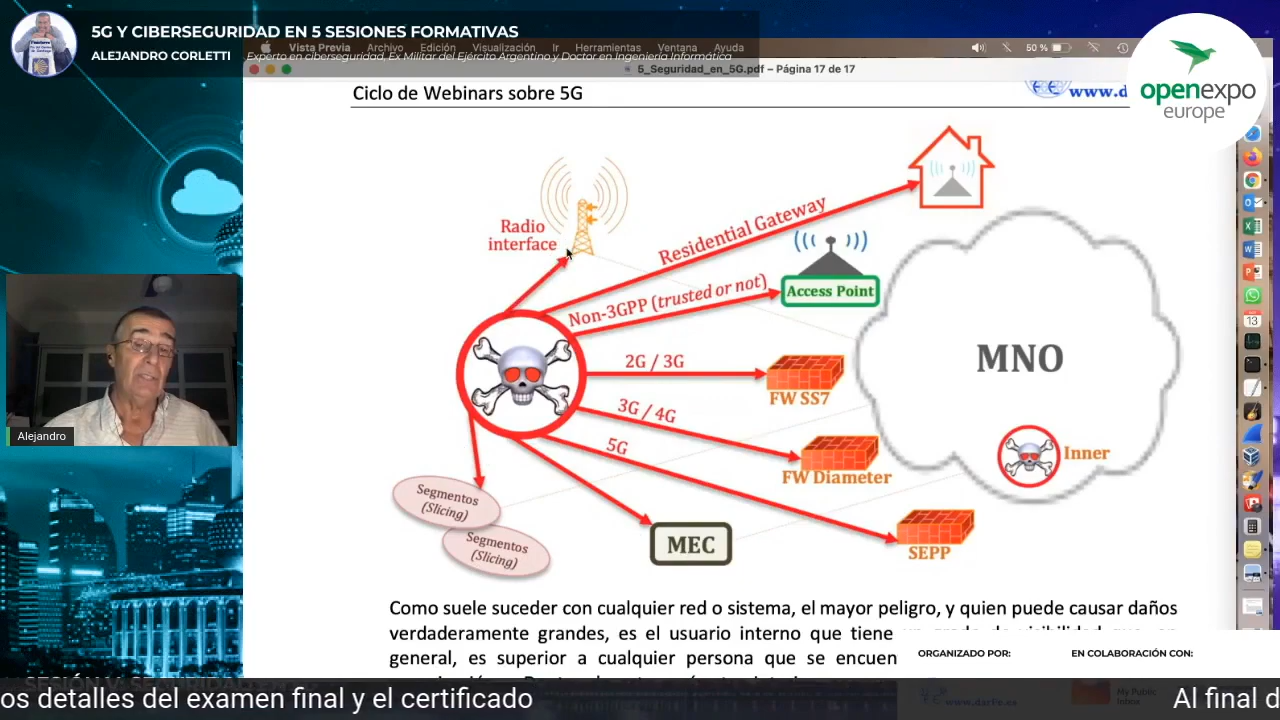 5G Y CIBERSEGURIDAD EN 5 SESIONES FORMATIVAS
ALEJANDRO CORLETTI Experto en ciberseguridad, Ex Militar del Ejército Argentino y Doctor en Ingeniería Informática
Vista Previa Archivo Edición Visualización Ir Herramientas Ventana Ayuda
50 %
5_Seguridad_en_5G.pdf – Página 17 de 17
openexpo
europe
Ciclo de Webinars sobre 5G
www.d
Radio
interface
Residential Gateway
Non-3GPP (trusted or not)
Access Point
2G / 3G
FW SS7
MNO
3G / 4G
FW Diameter
5G
Inner
SEPP
MEC
Segmentos
(Slicing)
Segmentos
(Slicing)
Alejandro
Como suele suceder con cualquier red o sistema, el mayor peligro, y quien puede causar daños
verdaderamente grandes, es el usuario interno que tiene
general, es superior a cualquier persona que se encuen
ORGANIZADO POR: EN COLABORACIÓN CON:
My Public
Inbox
os detalles del examen final y el certificado
Al final d